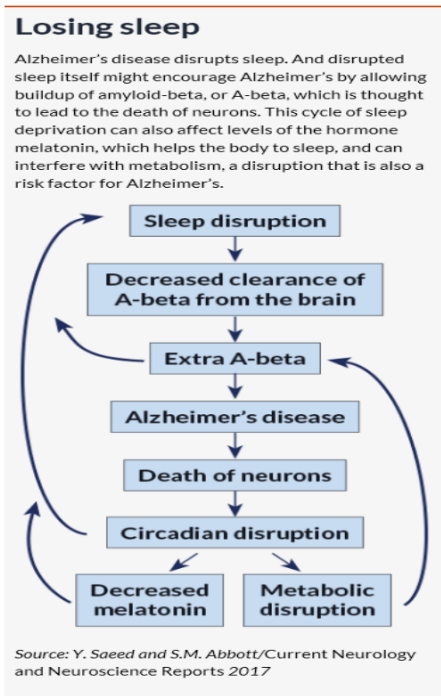 Losing sleep
Alzheimer's disease disrupts sleep. And disrupted
sleep itself might encourage Alzheimer's by allowing
buildup of amyloid-beta, or A-beta, which is thought
to lead to the death of neurons. This cycle of sleep
deprivation can also affect levels of the hormone
melatonin, which helps the body to sleep, and can
interfere with metabolism, a disruption that is also a
risk factor for Alzheimer's.
Sleep disruption
Decreased clearance of
A-beta from the brain
Extra A-beta
Alzheimer's disease
Death of neurons
Circadian disruption
Decreased
melatonin
Metabolic
disruption
Source: Y. Saeed and S.M. Abbott/Current Neurology
and Neuroscience Reports 2017